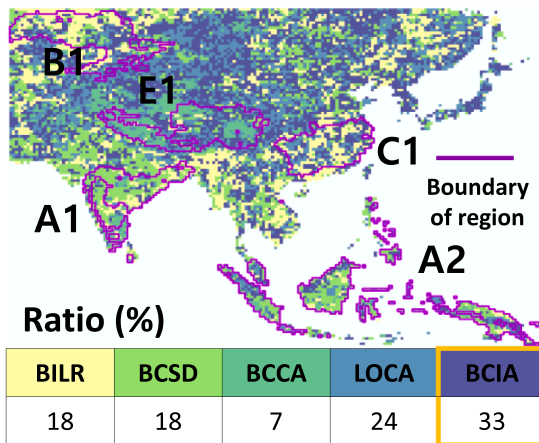 B1
E1
C1
Boundary
of region
A1
A2
Ratio (%)
BILR BCSD BCCA LOCA BCIA
18 18 7 24 33